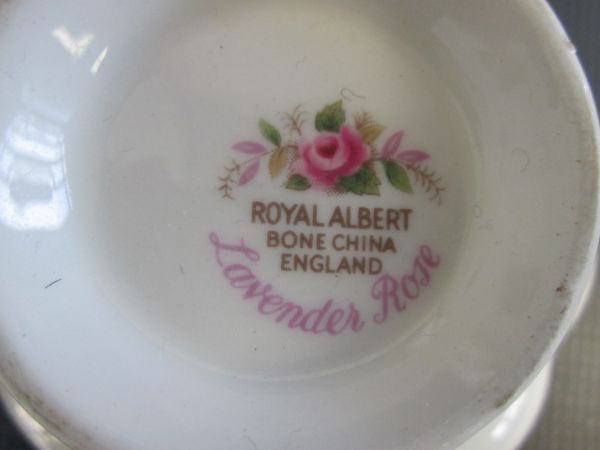 ROYAL ALBERT
BONE CHINA
ENGLAND
Lavender Rose